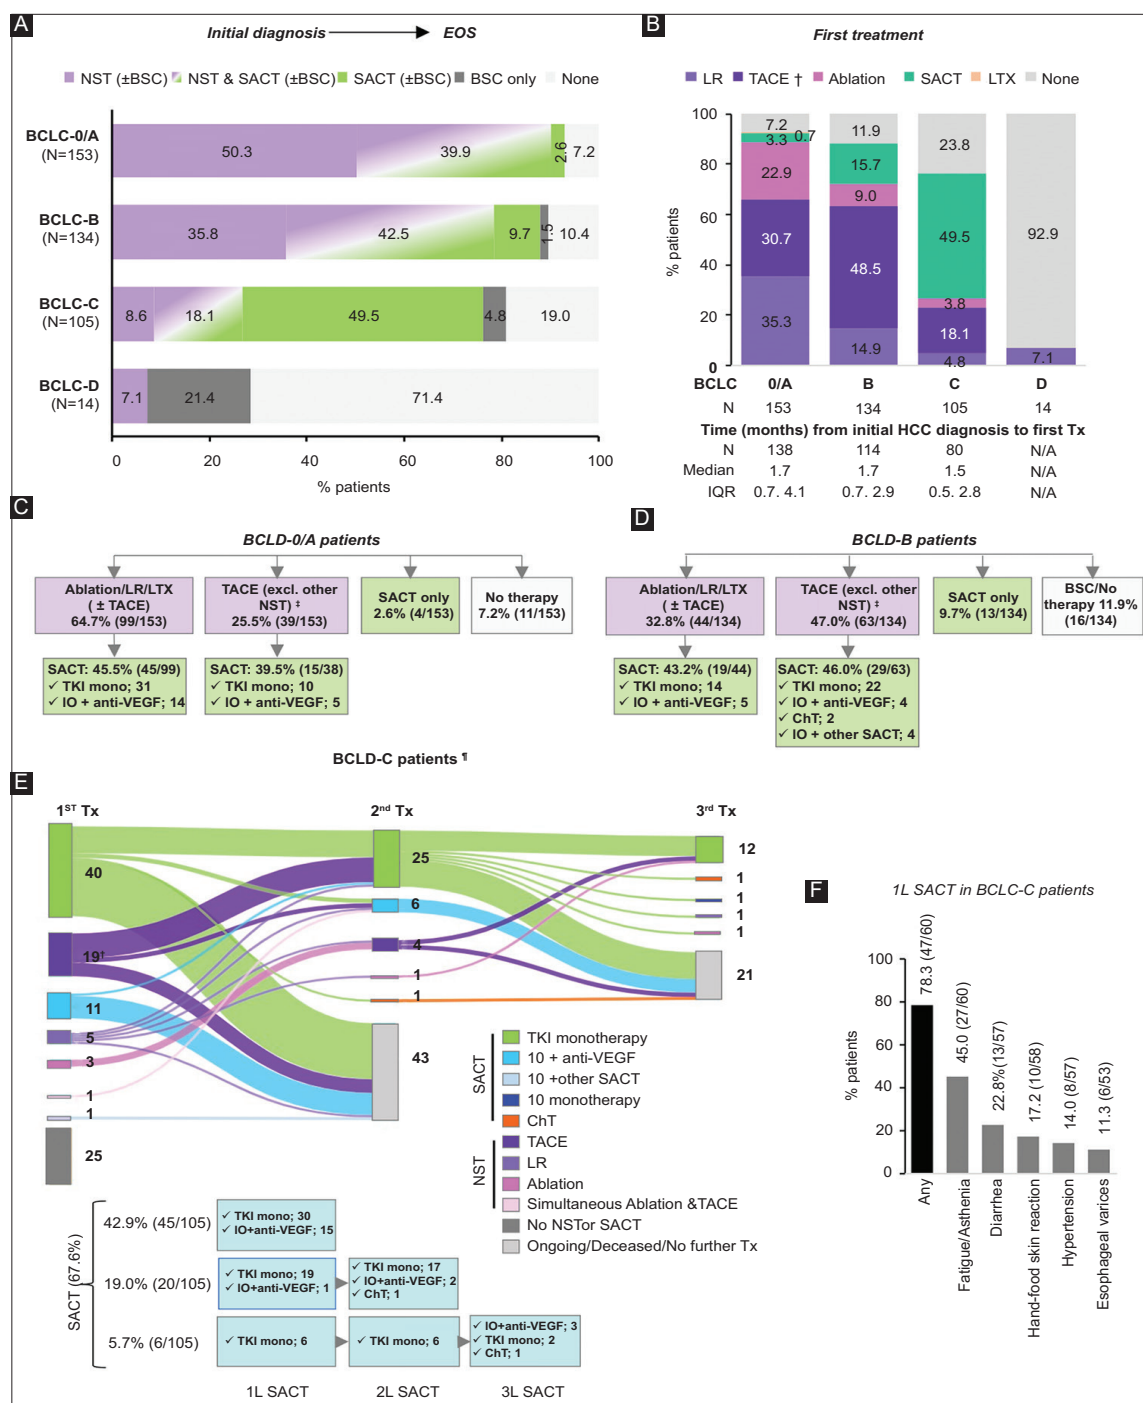 A
Initial diagnosis EOS
NST (±BSC) NST & SACT (±BSC) SACT (±BSC) BSC only None
BCLC-0/A
(N=153)
50.3 39.9 2.6 7.2
BCLC-B
(N=134)
35.8 42.5 9.7 1.5 10.4
BCLC-C
(N=105)
8.6 18.1 49.5 4.8 19.0
BCLC-D
(N=14)
7.1 21.4 71.4
0 20 40 60 80 100
% patients
B
First treatment
LR TACE † Ablation SACT LTX None
% patients
100
80
60
40
20
0
7.2 0.7 3.3 22.9 30.7 35.3
11.9 15.7 9.0 48.5 14.9
23.8 49.5 3.8 18.1 4.8
92.9 7.1
BCLC 0/A B C D
N 153 134 105 14
Time (months) from initial HCC diagnosis to first Tx
N 138 114 80 N/A
Median 1.7 1.7 1.5 N/A
IQR 0.7. 4.1 0.7. 2.9 0.5. 2.8 N/A
C
BCLD-0/A patients
Ablation/LR/LTX
( ± TACE)
64.7% (99/153)
TACE (excl. other
NST) ‡
25.5% (39/153)
SACT only
2.6% (4/153)
No therapy
7.2% (11/153)
SACT: 45.5% (45/99)
✓ TKI mono; 31
✓ IO + anti-VEGF; 14
SACT: 39.5% (15/38)
✓ TKI mono; 10
✓ IO + anti-VEGF; 5
D
BCLD-B patients
Ablation/LR/LTX
( ± TACE)
32.8% (44/134)
TACE (excl. other
NST) ‡
47.0% (63/134)
SACT only
9.7% (13/134)
BSC/No
therapy 11.9%
(16/134)
SACT: 43.2% (19/44)
✓ TKI mono; 14
✓ IO + anti-VEGF; 5
SACT: 46.0% (29/63)
✓ TKI mono; 22
✓ IO + anti-VEGF; 4
✓ ChT; 2
✓ IO + other SACT; 4
BCLD-C patients ¶
E
1ST Tx 2nd Tx 3rd Tx
40
19†
11
5
3
1
1
25
25
6
4
1
1
43
12
1
1
1
1
21
SACT
TKI monotherapy
10 + anti-VEGF
10 +other SACT
10 monotherapy
ChT
NST
TACE
LR
Ablation
Simultaneous Ablation &TACE
No NSTor SACT
Ongoing/Deceased/No further Tx
SACT (67.6%)
42.9% (45/105)
✓ TKI mono; 30
✓ IO+anti-VEGF; 15
19.0% (20/105)
✓ TKI mono; 19
✓ IO+anti-VEGF; 1
✓ TKI mono; 17
✓ IO+anti-VEGF; 2
✓ ChT; 1
5.7% (6/105)
✓ TKI mono; 6
✓ TKI mono; 6
✓ IO+anti-VEGF; 3
✓ TKI mono; 2
✓ ChT; 1
1L SACT 2L SACT 3L SACT
F
1L SACT in BCLC-C patients
% patients
100
80
60
40
20
0
78.3 (47/60)
45.0 (27/60)
22.8%(13/57)
17.2 (10/58)
14.0 (8/57)
11.3 (6/53)
Any
Fatigue/Asthenia
Diarrhea
Hand-food skin reaction
Hypertension
Esophageal varices